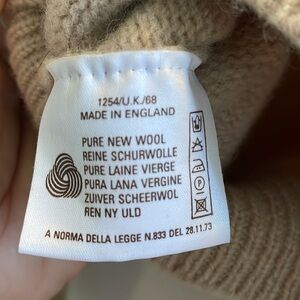 1254/U.K./68
MADE IN ENGLAND
PURE NEW WOOL
REINE SCHURWOLLE
PURE LAINE VIERGE
PURA LANA VERGINE
ZUIVER SCHEERWOL
REN NY ULD
A NORMA DELLA LEGGE N.833 DEL 28.11.73